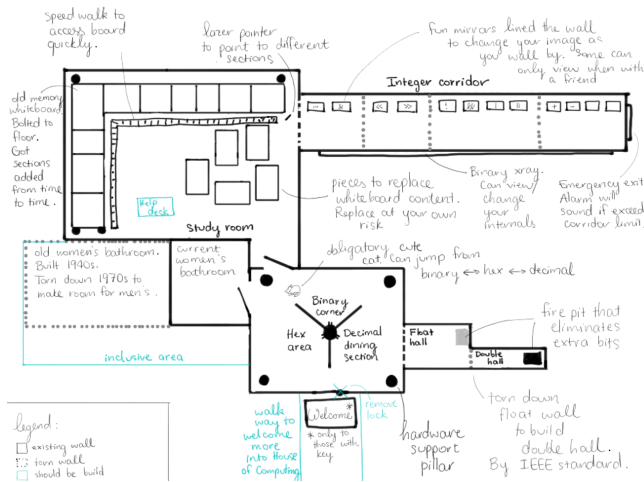 speed walk to
access board
quickly.
lazer pointer
to point to different
sections
fun mirrors lined the wall
to change your image as
you walk by. Some can
only view when with
a friend
Integer corridor
old memory
whiteboard.
Bolted to
floor.
Got
sections
added
from time
to time.
Help
desk
Study room
pieces to replace
whiteboard content.
Replace at your own
risk
Binary xray.
Can view/
change
your
internals
Emergency exit
Alarm will
sound if exceed
corridor limit.
old women's bathroom.
Built 1940s.
Torn down 1970s to
make room for men's.
current
women's
bathroom
obligatory cute
cat, can jump from
binary ↔ hex ↔ decimal
Binary
corner
Hex
area
Decimal
dining
section
Float
hall
Double
hall
fire pit that
eliminates
extra bits
inclusive area
walk
way to
welcome
more
into House
of Computing
Welcome*
* only to
those with
key.
remove
lock
hardware
support
pillar
torn down
float wall
to build
double hall.
By IEEE standard.
legend:
existing wall
torn wall
should be build